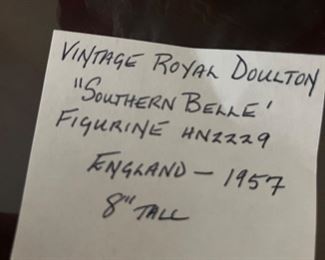 VINTAGE ROYAL DOULTON
"SOUTHERN BELLE'
FIGURINE HN2229
ENGLAND - 1957
8" TALL